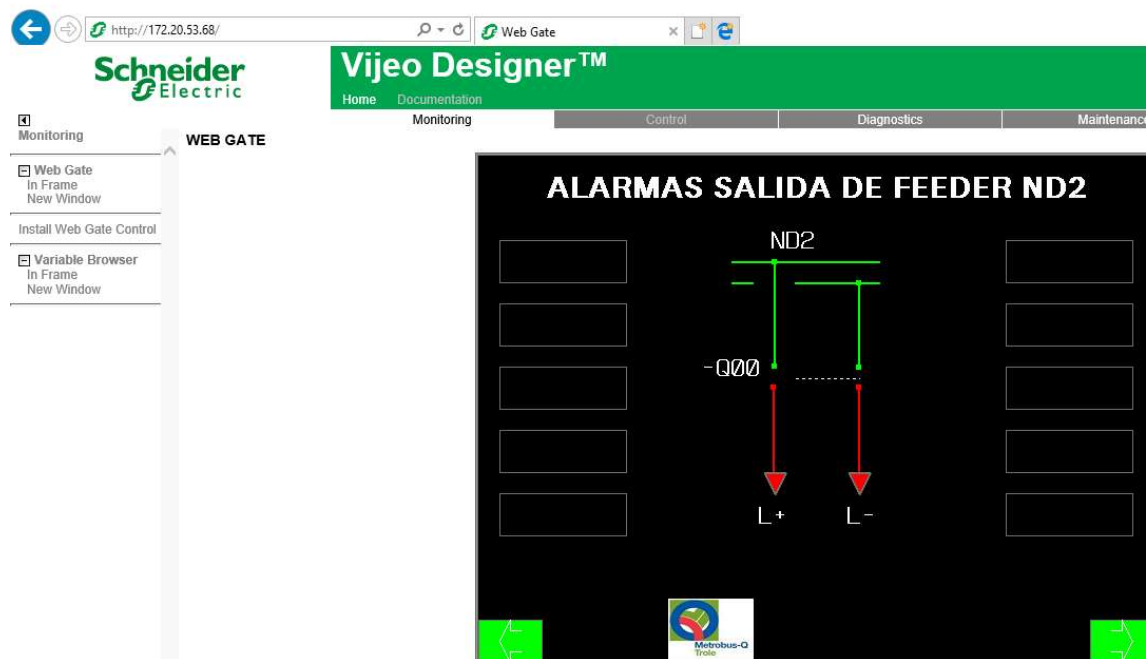 http://172.20.53.68/
Web Gate
Schneider
Electric
Vijeo Designer™
Home Documentation
Monitoring Control Diagnostics Maintenance
Monitoring
WEB GATE
Web Gate
In Frame
New Window
Install Web Gate Control
Variable Browser
In Frame
New Window
ALARMAS SALIDA DE FEEDER ND2
ND2
-Q00
L+ L-
Metrobus-Q
Trole